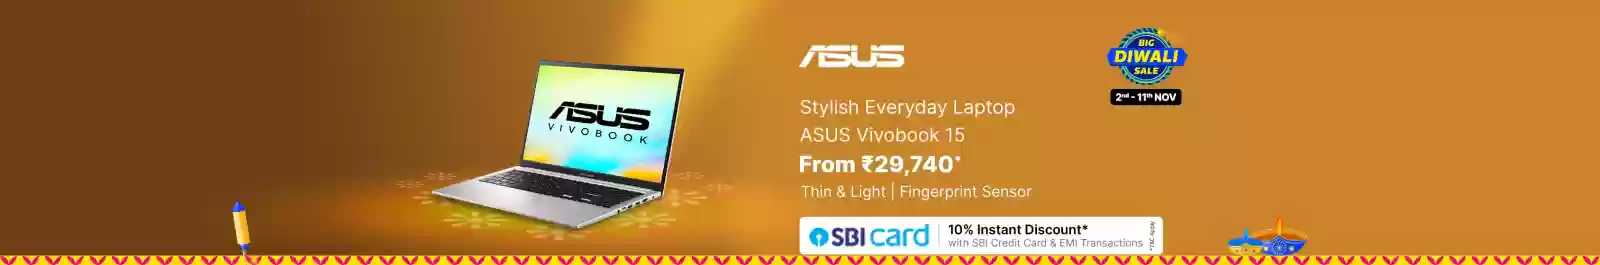 ASUS
VIVOBOOK
ASUS
Stylish Everyday Laptop
ASUS Vivobook 15
From ₹29,740*
Thin & Light | Fingerprint Sensor
SBI card
10% Instant Discount*
with SBI Credit Card & EMI Transactions
*T&C Apply
BIG
DIWALI
SALE
2nd - 11th NOV